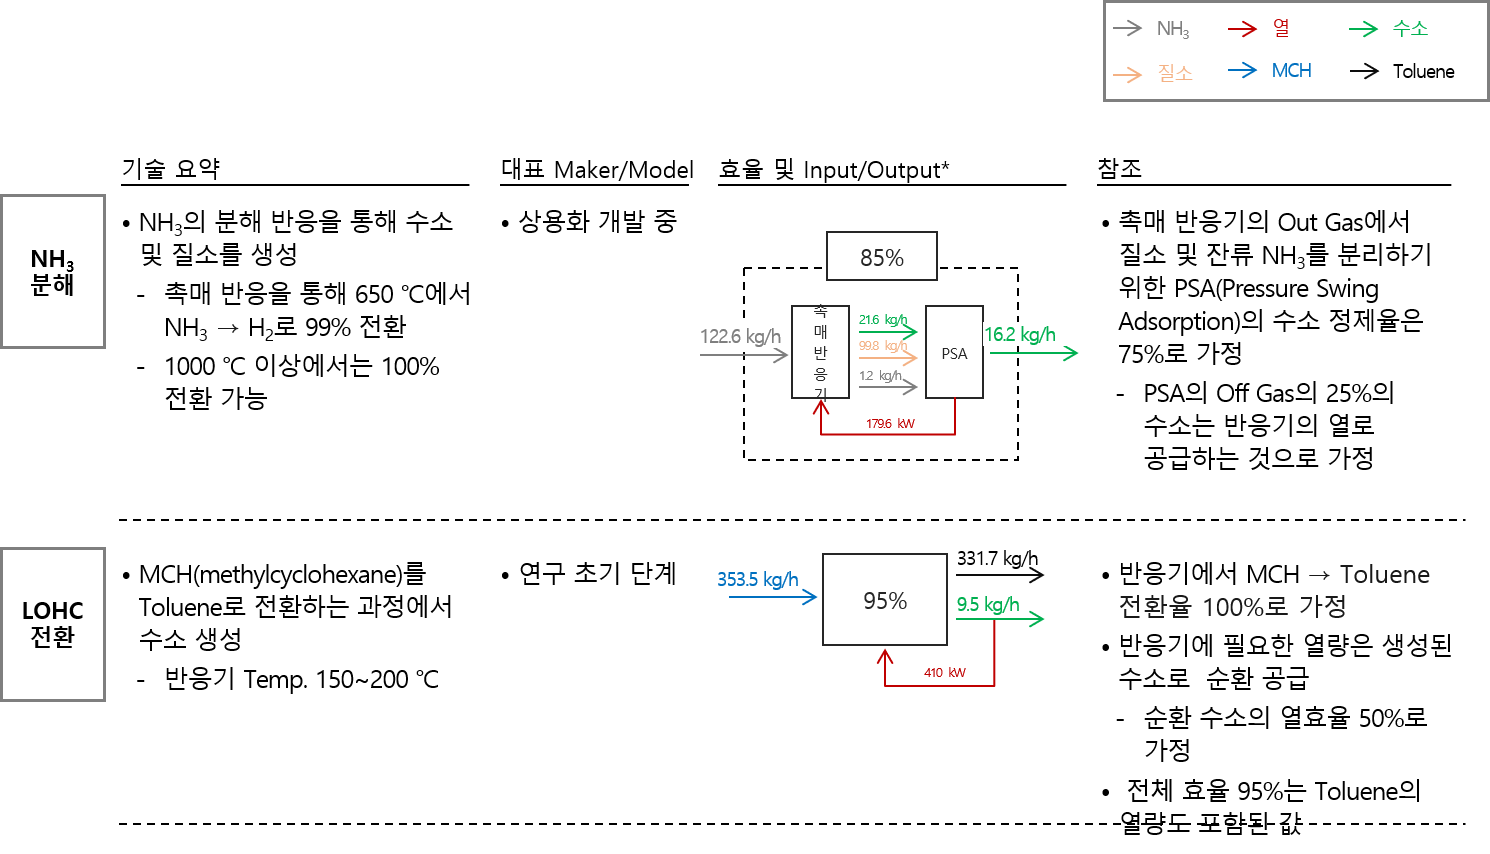 NH3
열
수소
질소
MCH
Toluene
기술 요약
대표 Maker/Model
효율 및 Input/Output*
참조
NH3
분해
• NH3의 분해 반응을 통해 수소
및 질소를 생성
- 촉매 반응을 통해 650 ℃에서
NH3 → H2로 99% 전환
- 1000 ℃ 이상에서는 100%
전환 가능
• 상용화 개발 중
85%
122.6 kg/h
촉
매
반
응
기
21.6 kg/h
99.8 kg/h
1.2 kg/h
PSA
16.2 kg/h
179.6 kW
• 촉매 반응기의 Out Gas에서
질소 및 잔류 NH3를 분리하기
위한 PSA(Pressure Swing
Adsorption)의 수소 정제율은
75%로 가정
- PSA의 Off Gas의 25%의
수소는 반응기의 열로
공급하는 것으로 가정
LOHC
전환
• MCH(methylcyclohexane)를
Toluene로 전환하는 과정에서
수소 생성
- 반응기 Temp. 150~200 ℃
• 연구 초기 단계
353.5 kg/h
95%
331.7 kg/h
9.5 kg/h
410 kW
• 반응기에서 MCH → Toluene
전환율 100%로 가정
• 반응기에 필요한 열량은 생성된
수소로 순환 공급
- 순환 수소의 열효율 50%로
가정
• 전체 효율 95%는 Toluene의
열량도 포함된 값